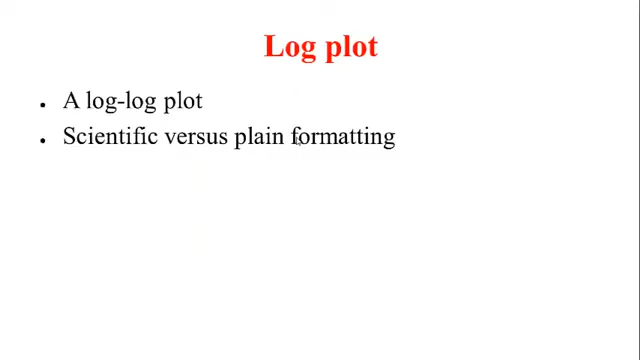 Log plot
• A log-log plot
• Scientific versus plain formatting